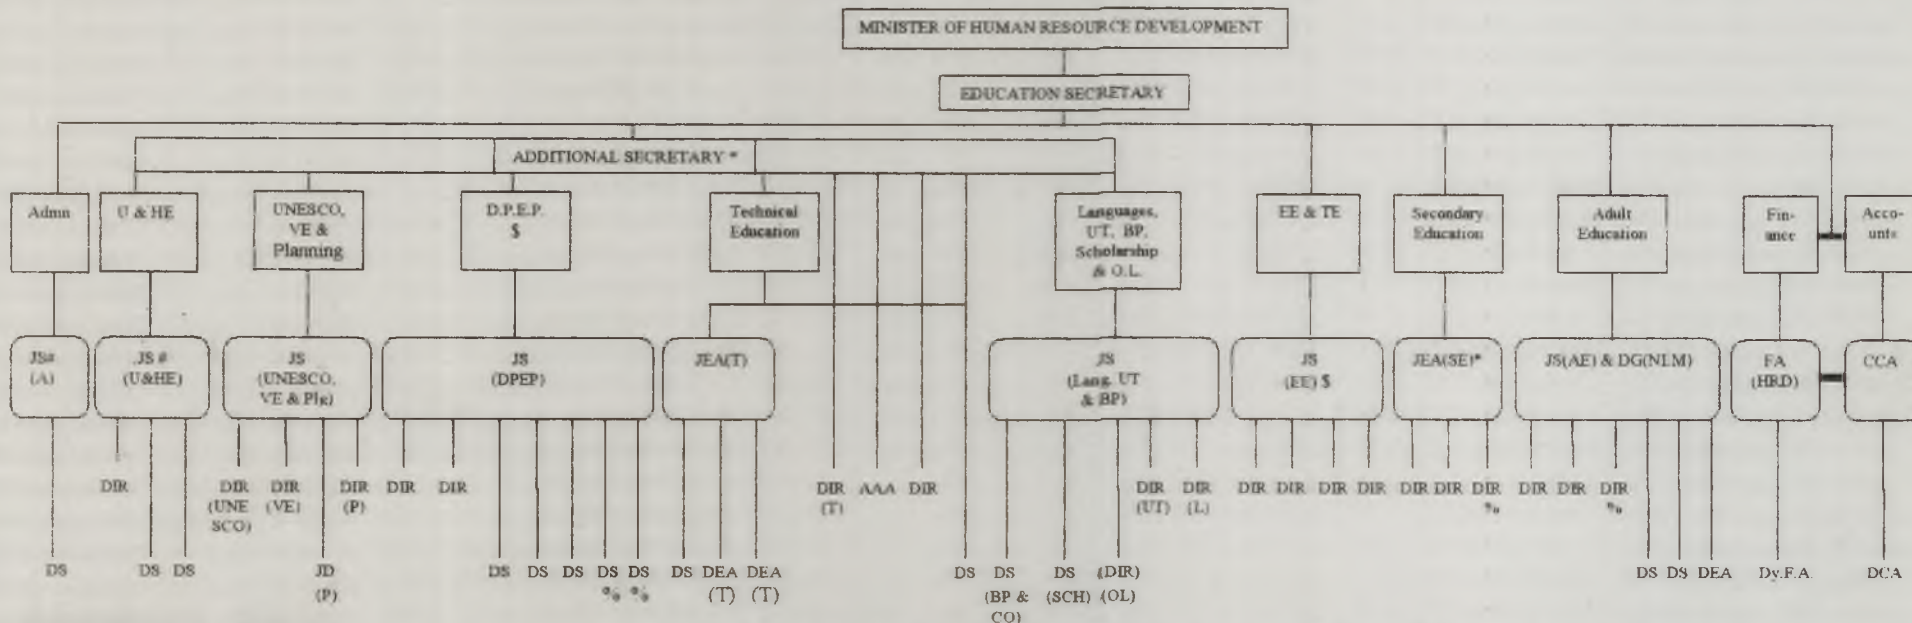 MINISTER OF HUMAN RESOURCE DEVELOPMENT
EDUCATION SECRETARY
ADDITIONAL SECRETARY *
Admn
U & HE
UNESCO,
VE &
Planning
D.P.E.P.
$
Technical
Education
Languages,
UT, BP,
Scholarship
& O.L.
EE & TE
Secondary
Education
Adult
Education
Fin-
ance
Acco-
unts
JS#
(A)
JS #
(U&HE)
JS
(UNESCO,
VE & Plg)
JS
(DPEP)
JEA(T)
JS
(Lang. UT
& BP)
JS
(EE) $
JEA(SE)*
JS(AE) & DG(NLM)
FA
(HRD)
CCA
DIR
DIR
(UNE
SCO)
DIR
(VE)
DIR
(P)
DIR
DIR
DIR
(T)
AAA
DIR
DIR
(UT)
DIR
(L)
DIR
DIR
DIR
DIR
DIR
DIR
DIR
%
DIR
DIR
DIR
%
DS
DS
DS
JD
(P)
DS
DS
DS
DS
%
DS
%
DS
DEA
(T)
DEA
(T)
DS
DS
(BP &
CO)
DS
(SCH)
(DIR)
(OL)
DS
DS
DEA
Dy.F.A.
DCA